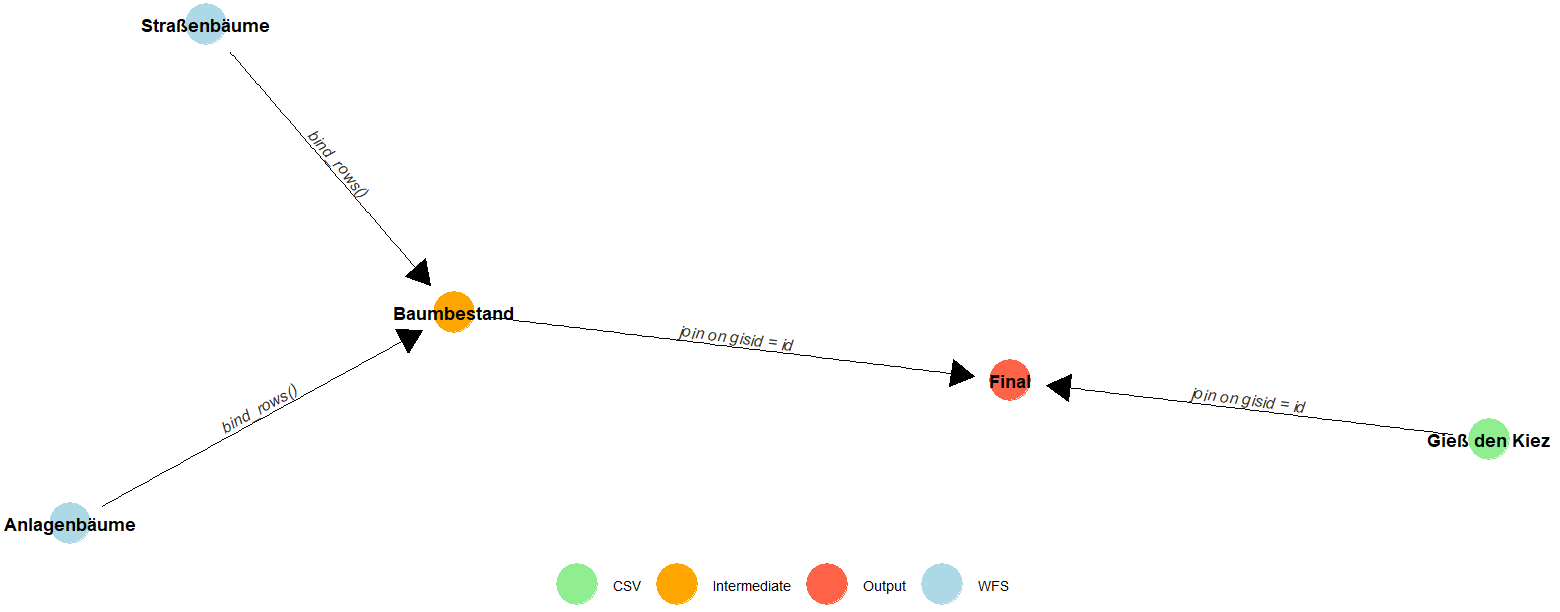 Straßenbäume
bind_rows()
Baumbestand
join on gisid = id
Final
join on gisid = id
Gieß den Kiez
bind_rows()
Anlagenbäume
CSV
Intermediate
Output
WFS